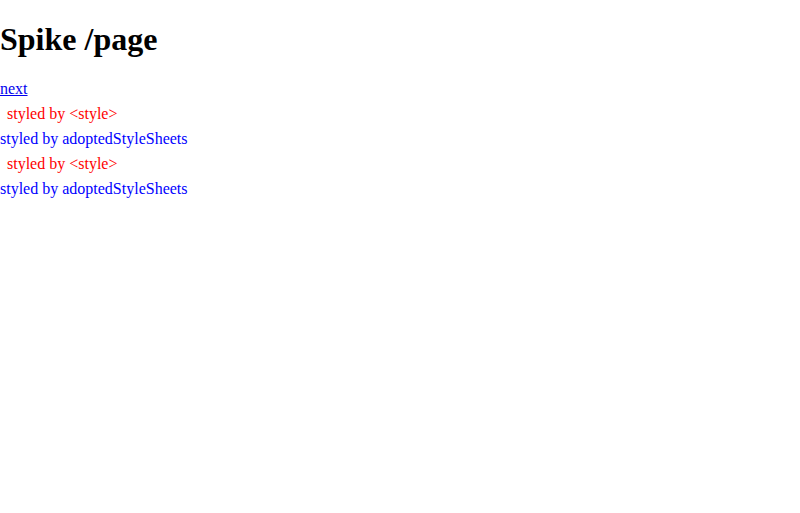 Spike /page
next
styled by <style>
styled by adoptedStyleSheets
styled by <style>
styled by adoptedStyleSheets